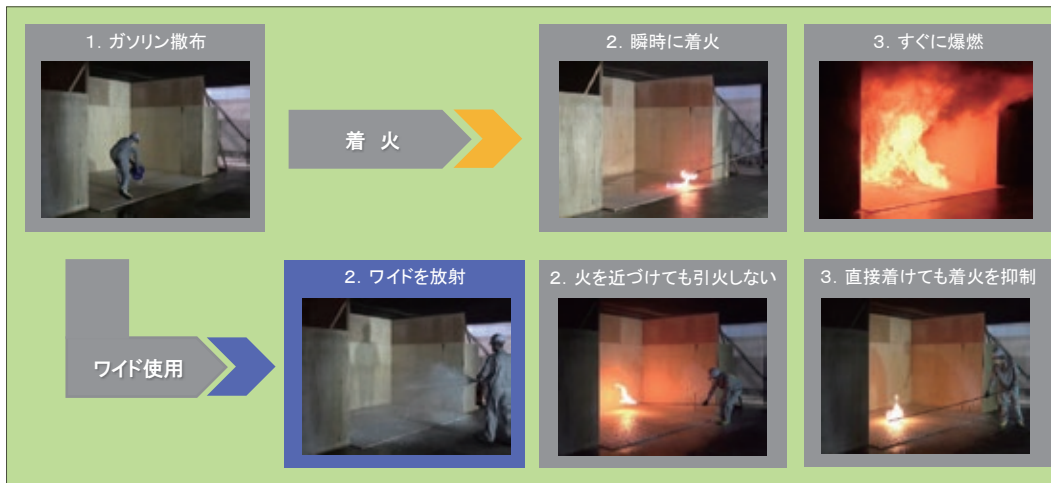 1．ガソリン撒布
着 火
2．瞬時に着火
3．すぐに爆燃
ワイド使用
2．ワイドを放射
2．火を近づけても引火しない
3．直接着けても着火を抑制